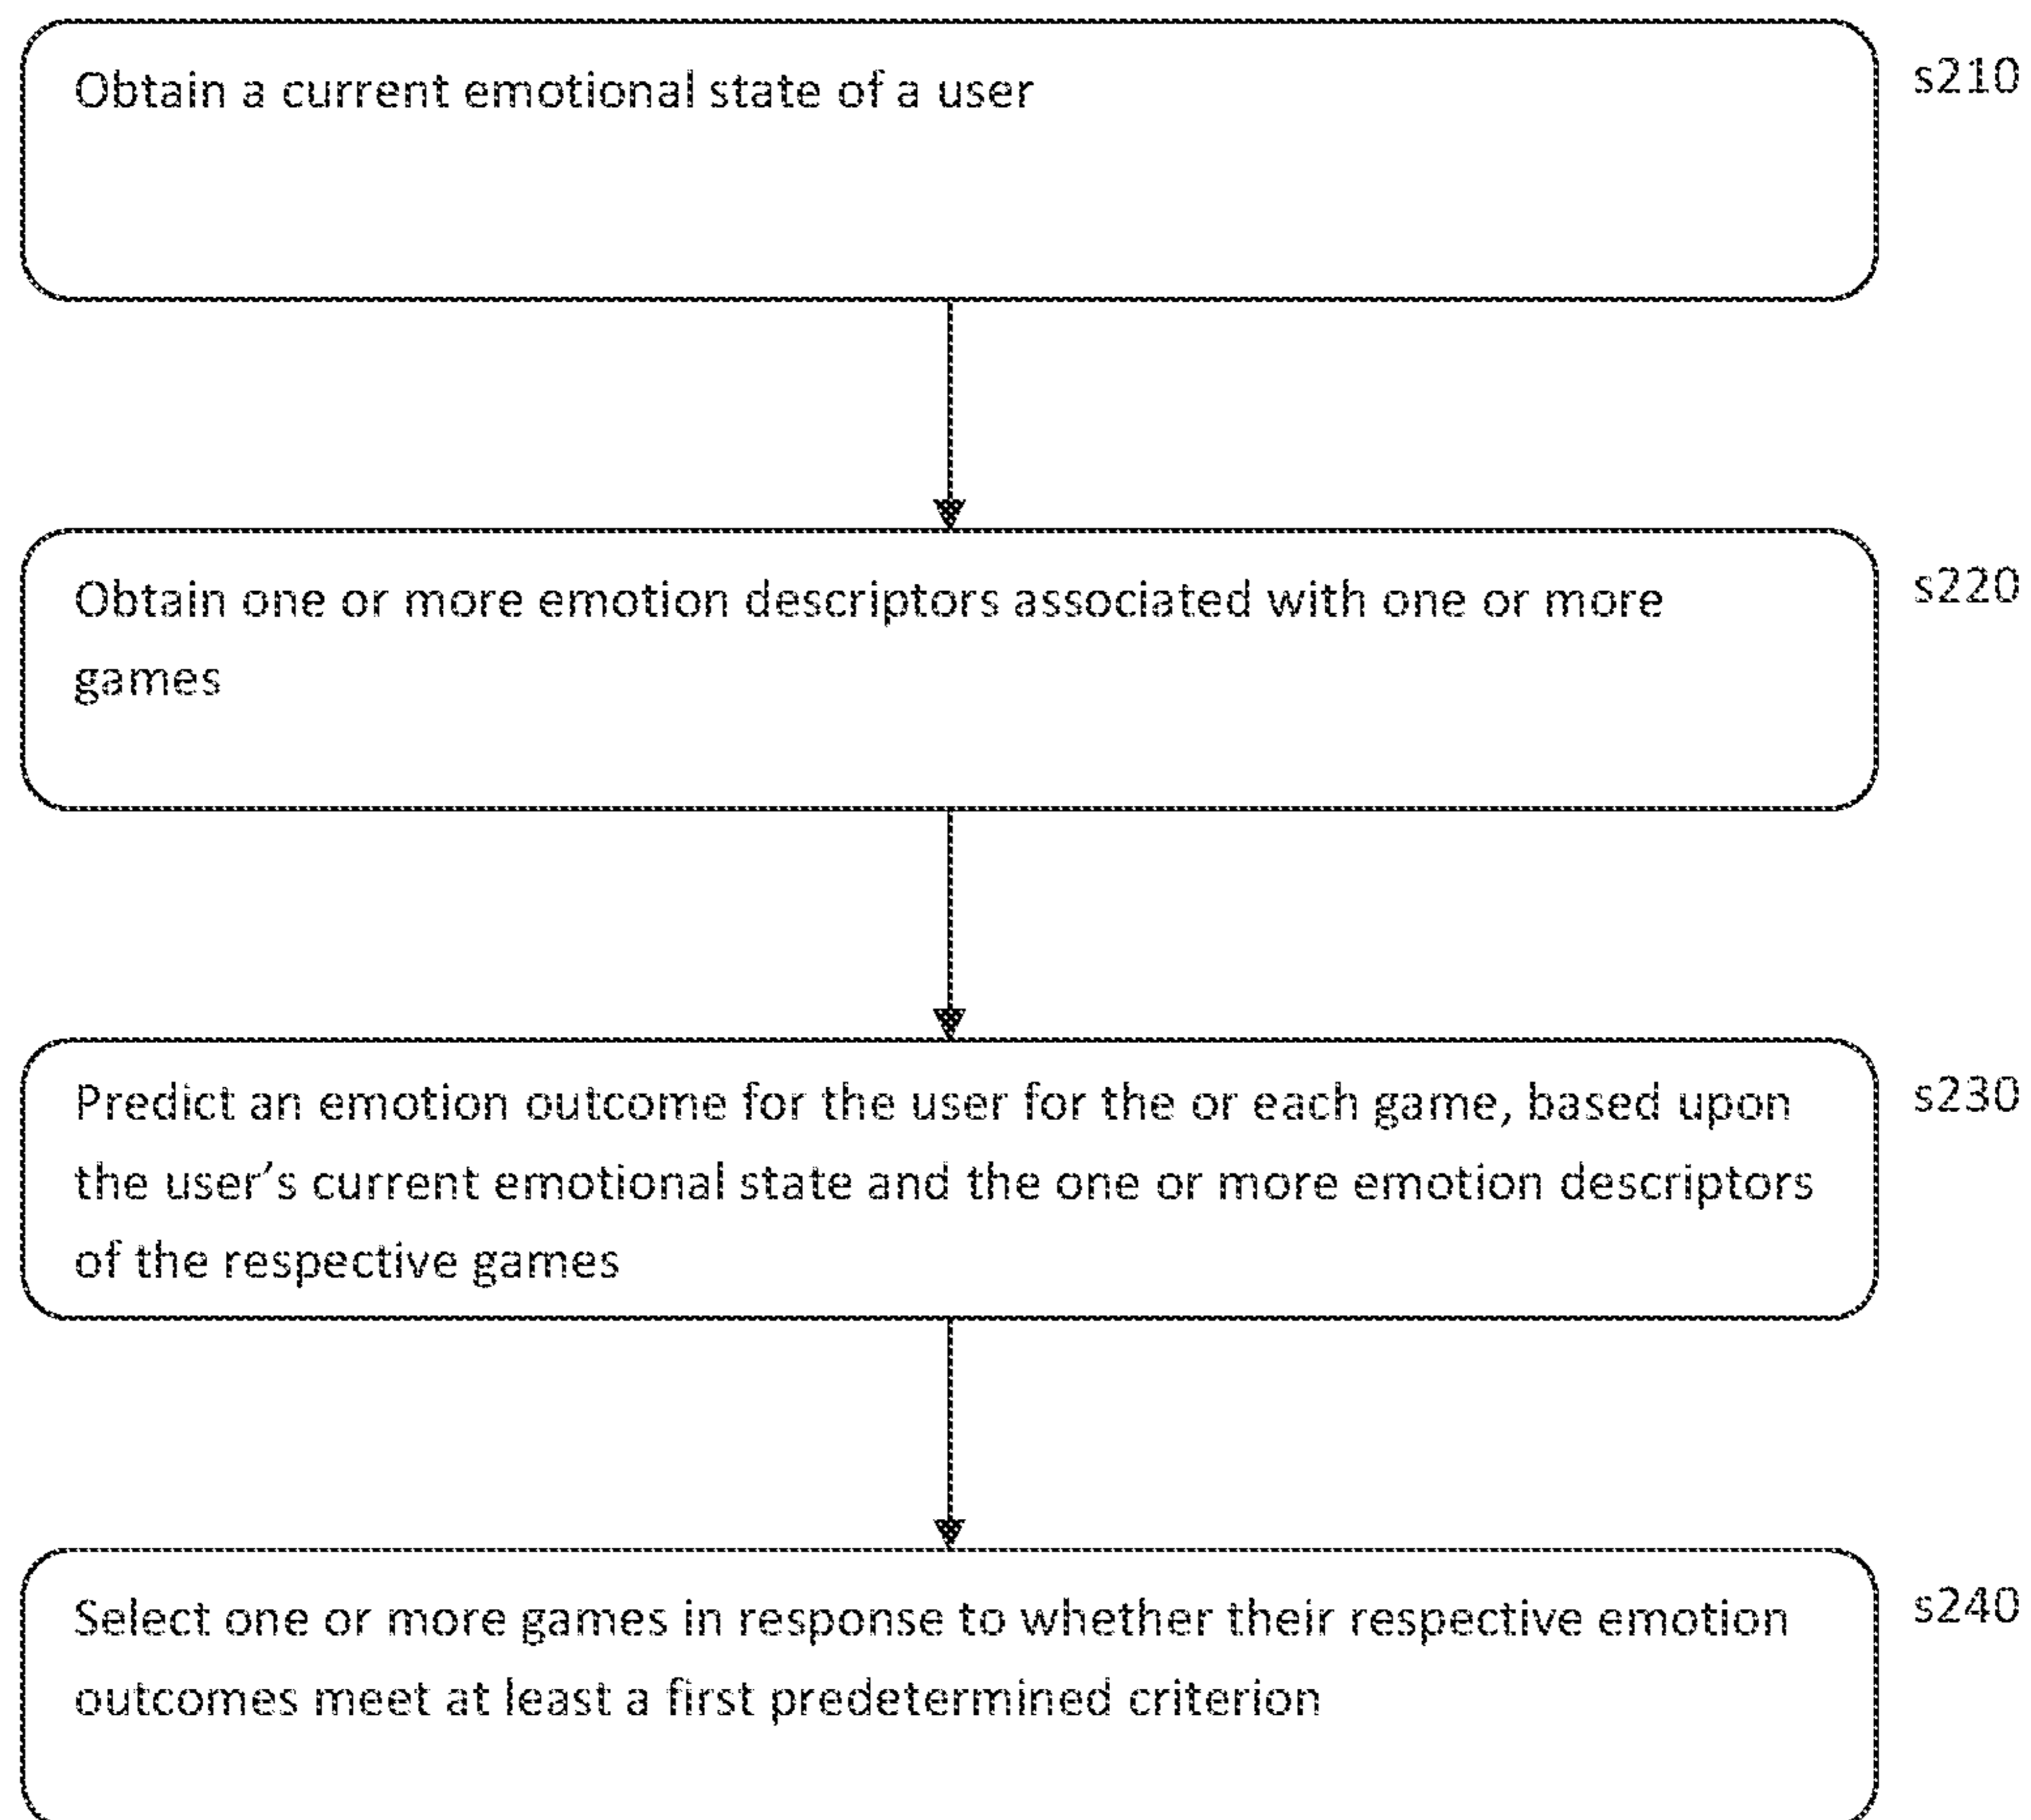 Obtain a current emotional state of a user
s210
Obtain one or more emotion descriptors associated with one or more
games
s220
Predict an emotion outcome for the user for the or each game, based upon
the user's current emotional state and the one or more emotion descriptors
of the respective games
s230
Select one or more games in response to whether their respective emotion
outcomes meet at least a first predetermined criterion
s240